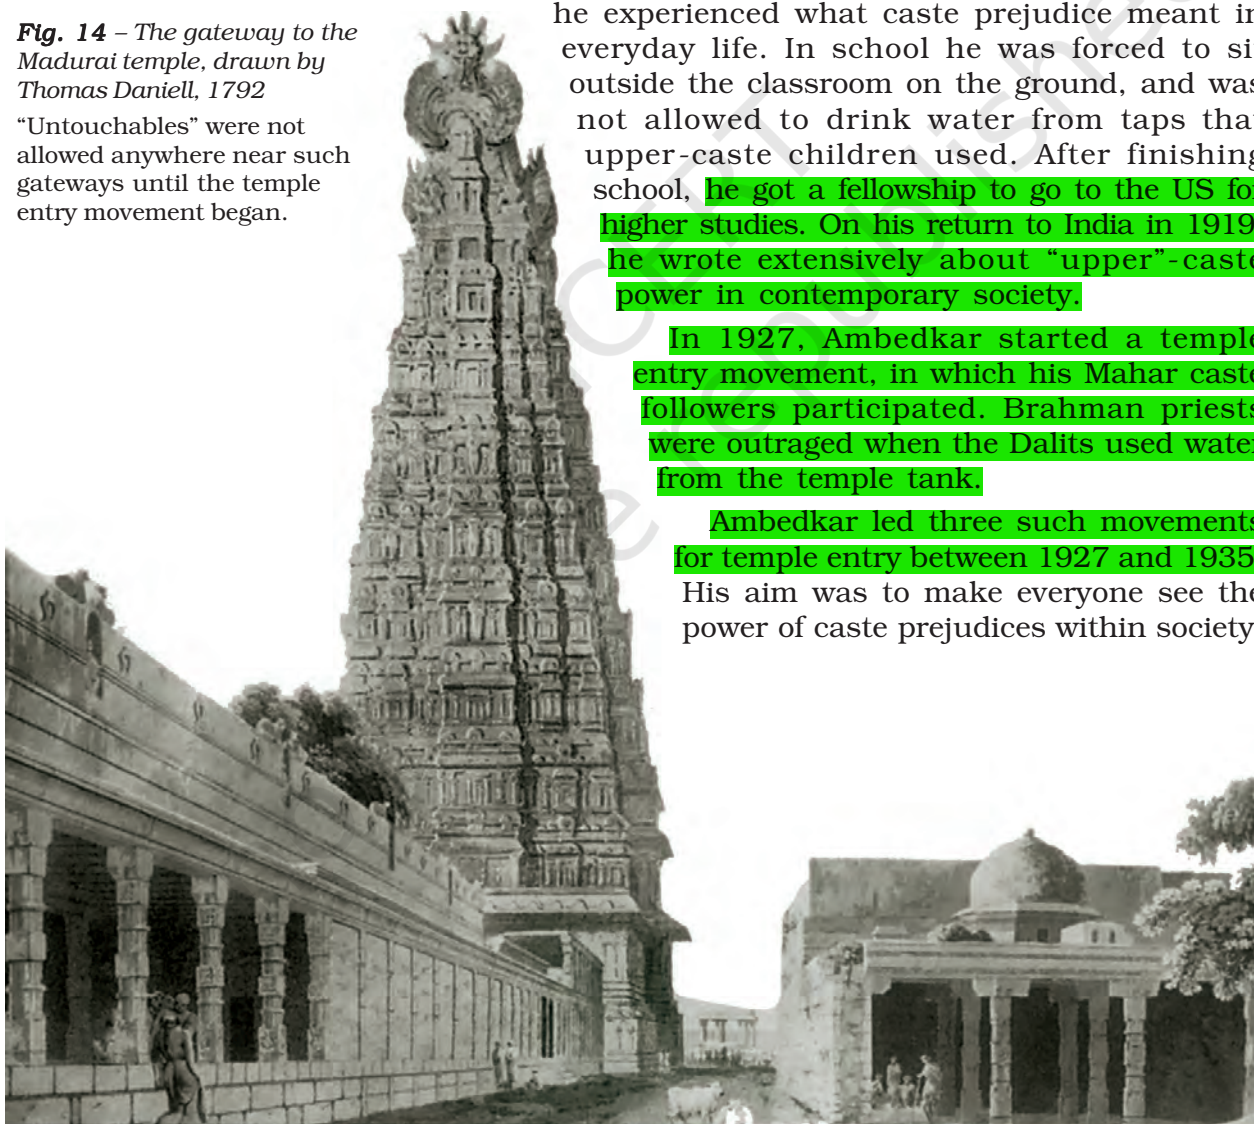 Fig. 14 – The gateway to the
Madurai temple, drawn by
Thomas Daniell, 1792
“Untouchables” were not
allowed anywhere near such
gateways until the temple
entry movement began.
he experienced what caste prejudice meant in
everyday life. In school he was forced to si
outside the classroom on the ground, and was
not allowed to drink water from taps that
upper-caste children used. After finishing
school, he got a fellowship to go to the US for
higher studies. On his return to India in 1919,
he wrote extensively about “upper”-caste
power in contemporary society.
In 1927, Ambedkar started a temple
entry movement, in which his Mahar caste
followers participated. Brahman priests
were outraged when the Dalits used water
from the temple tank.
Ambedkar led three such movements
for temple entry between 1927 and 1935.
His aim was to make everyone see the
power of caste prejudices within society